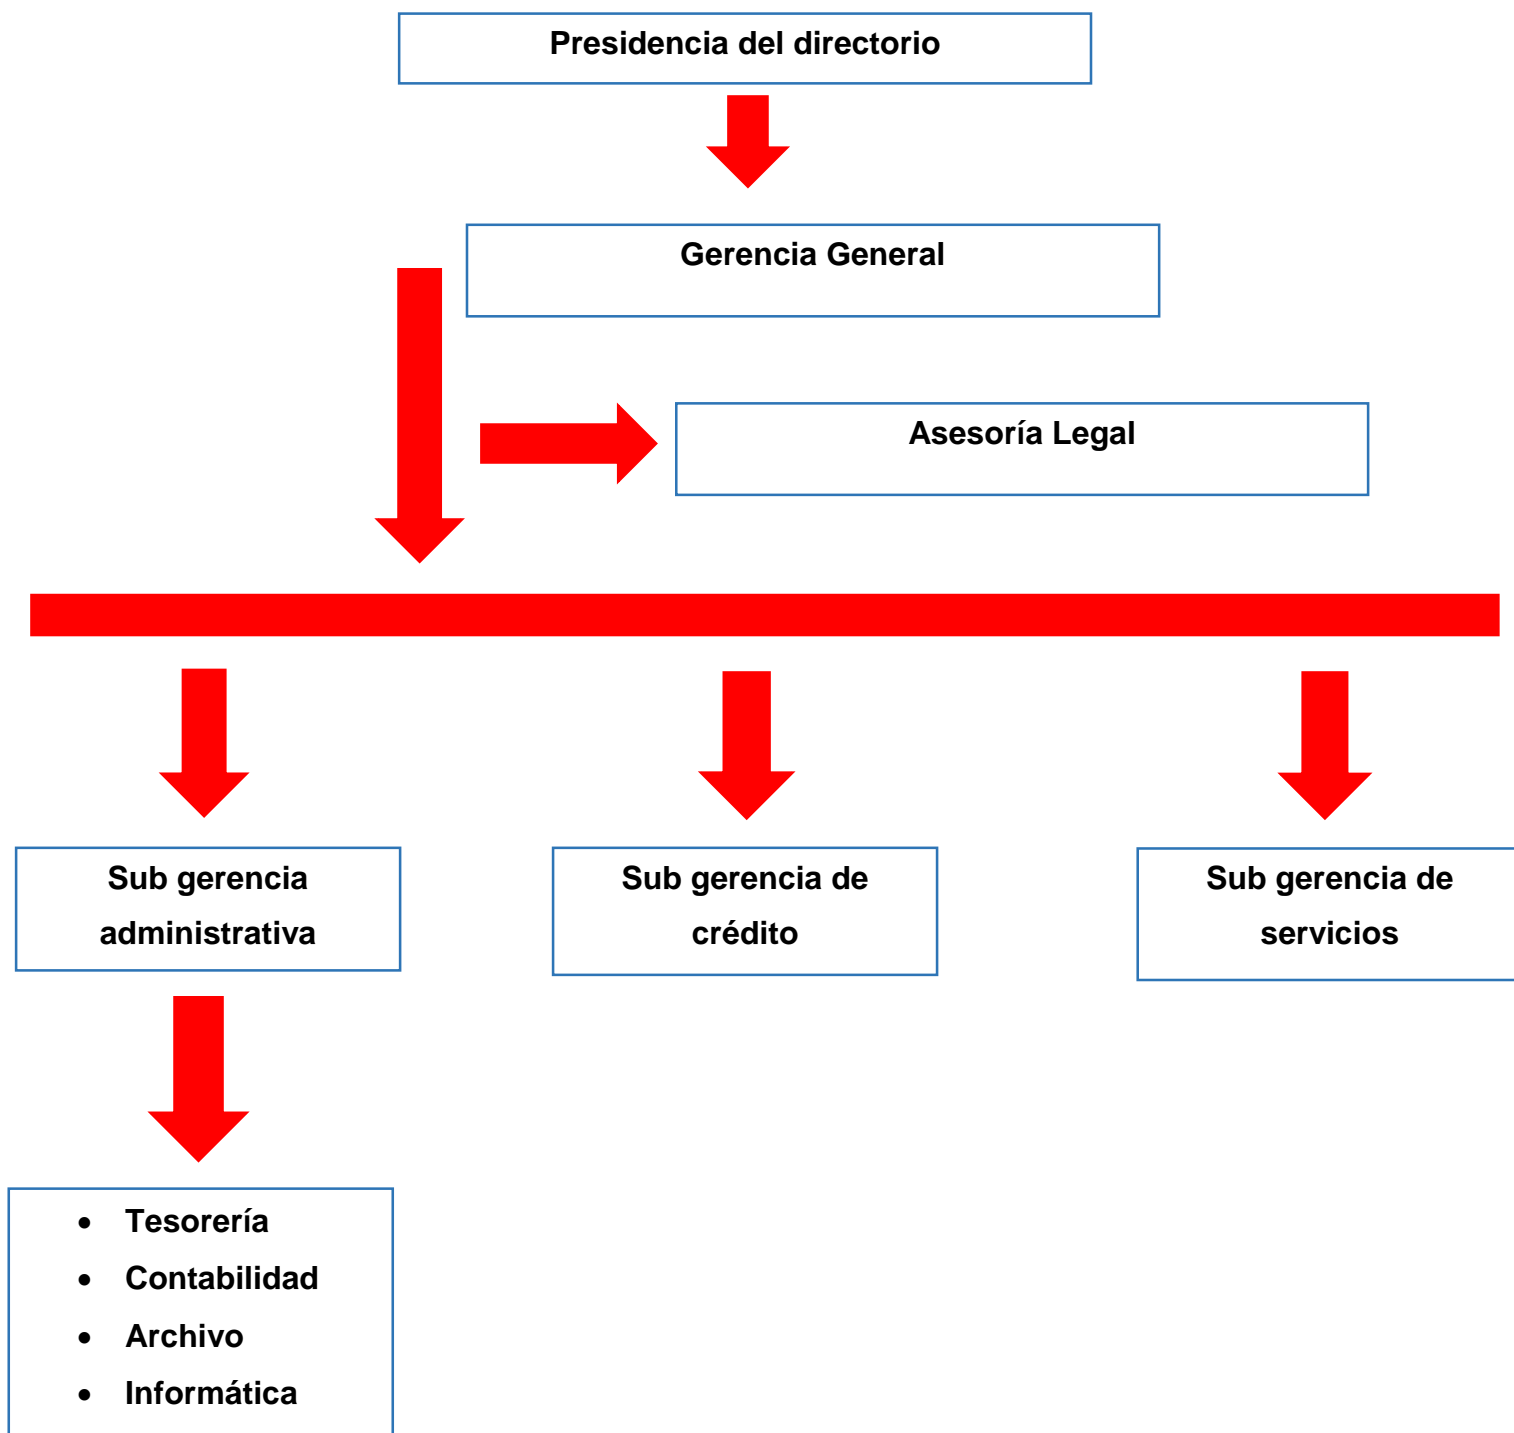 Presidencia del directorio
Gerencia General
Asesoría Legal
Sub gerencia
administrativa
Sub gerencia de
crédito
Sub gerencia de
servicios
• Tesorería
• Contabilidad
• Archivo
• Informática